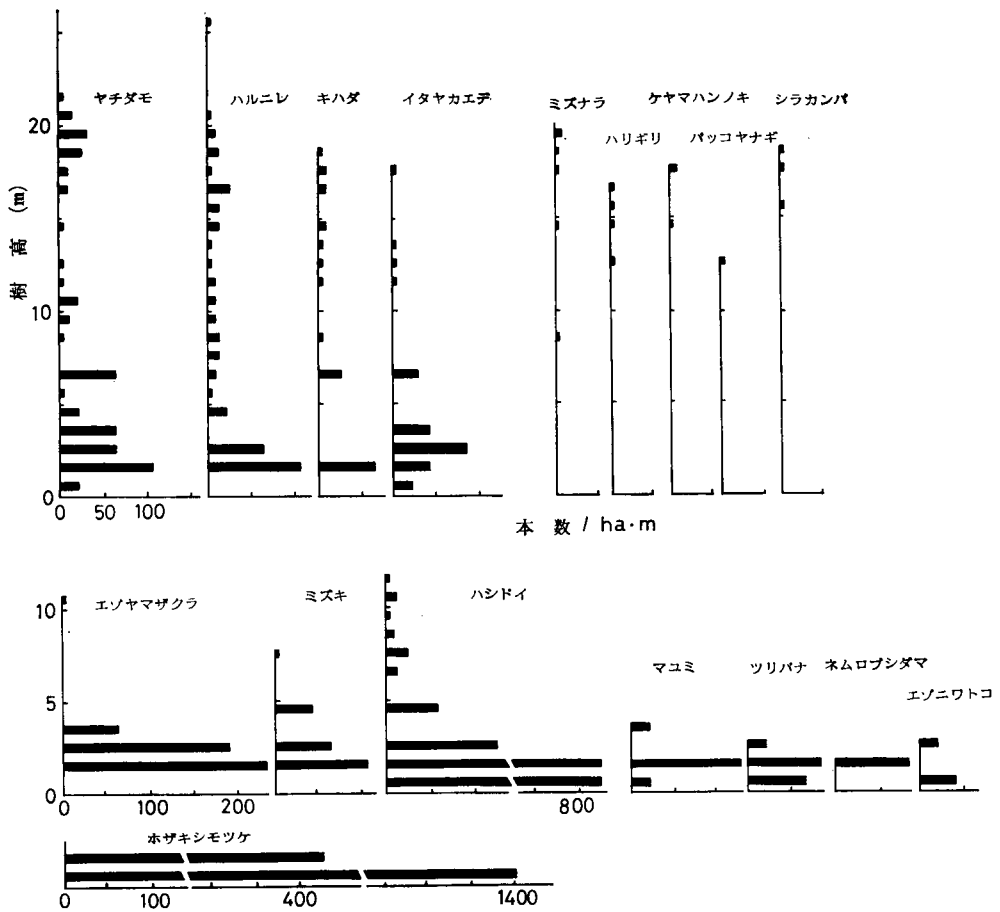 ヤチダモ
ハルニレ
キハダ
イタヤカエデ
ミズナラ
ケヤマハンノキ
シラカンバ
ハリギリ
バッコヤナギ
20
10
0
樹高 (m)
0 50 100
本数 / ha·m
エゾヤマザクラ
ミズキ
ハシドイ
マユミ
ツリバナ
ネムロブシダマ
エゾニワトコ
10
5
0
0 100 200
800
ホザキシモツケ
0 100 400 1400